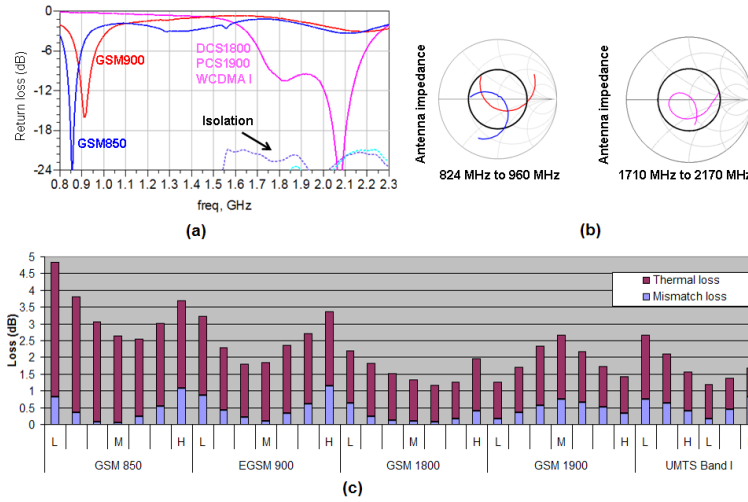 0
-6
-12
-18
-24
Return loss (dB)
GSM900
GSM850
DCS1800
PCS1900
WCDMA I
Isolation
0.8 0.9 1.0 1.1 1.2 1.3 1.4 1.5 1.6 1.7 1.8 1.9 2.0 2.1 2.2 2.3
freq, GHz
(a)
Antenna impedance
824 MHz to 960 MHz
Antenna impedance
1710 MHz to 2170 MHz
(b)
5
4.5
4
3.5
3
2.5
2
1.5
1
0.5
0
Loss (dB)
Thermal loss
Mismatch loss
L M H L M H L M H L M H L H L
GSM 850 EGSM 900 GSM 1800 GSM 1900 UMTS Band I
(c)